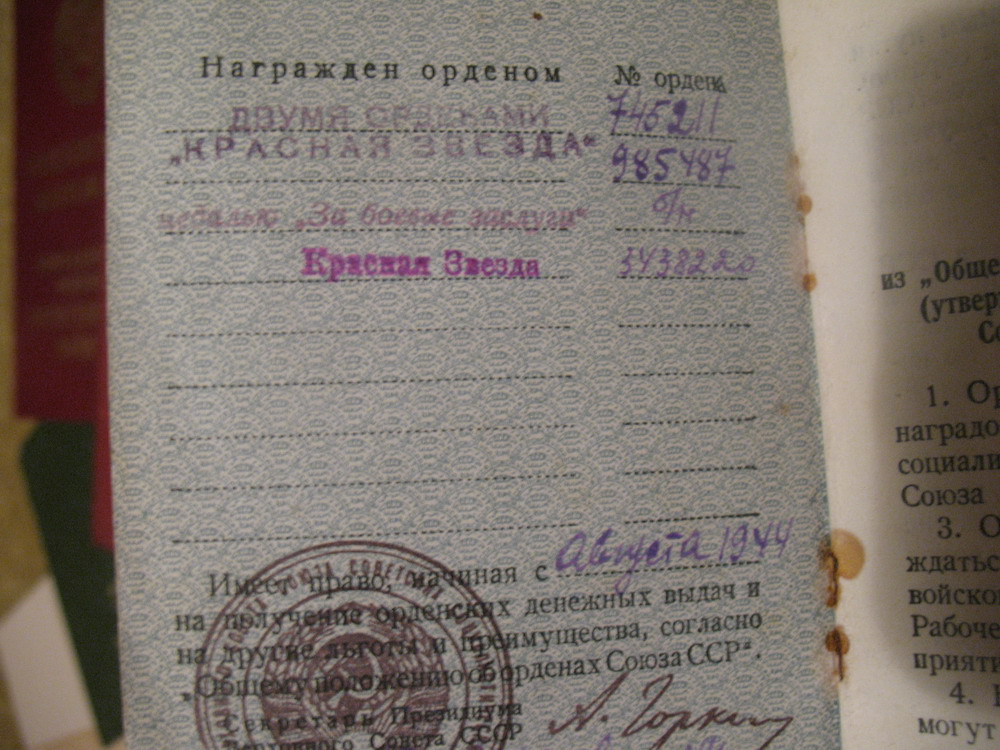 Награжден орденом № ордена
ДВУМЯ ОРДЕНАМИ 745211
„КРАСНАЯ ЗВЕЗДА“ 985487
медалью „За боевые заслуги“ б/н
Красная Звезда 3438220
Имеет право, начиная с Августа 1944
на получение орденских денежных выдач и
на другие льготы и преимущества, согласно
„Общему положению об орденах Союза ССР“.
Секретарь Президиума
Верховного Совета СССР
А. Горкин
из „Обще
(утвер
Со
1. Ор
наградо
социали
Союза
3. О
ждатьс
войско
Рабоче
прияти
4.
могут